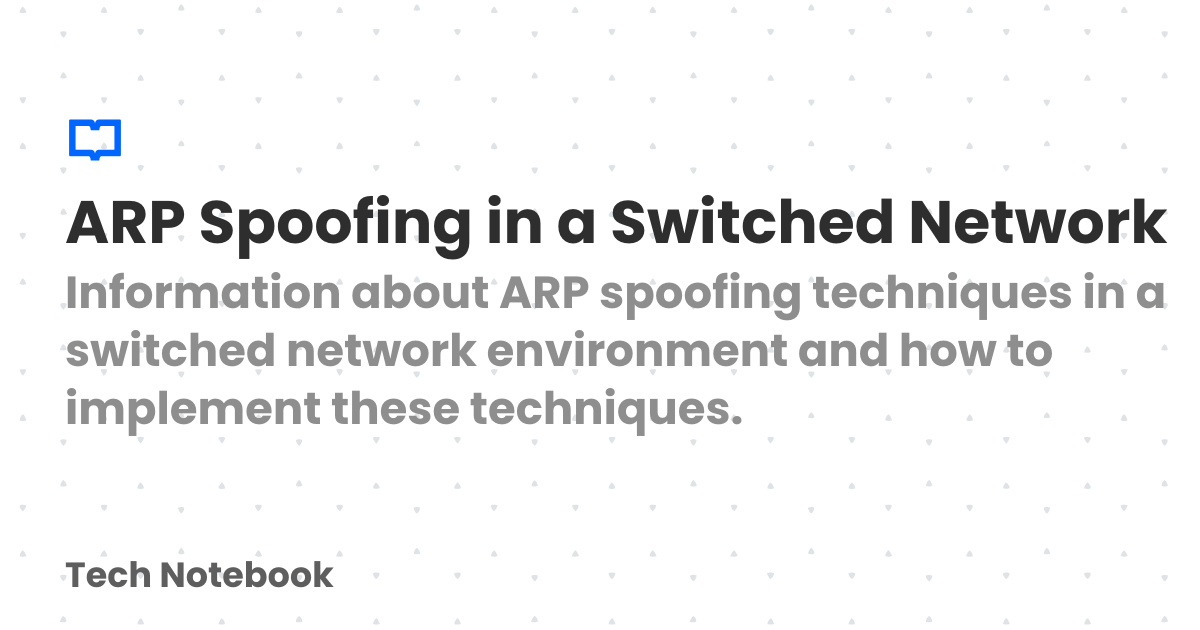 ARP Spoofing in a Switched Network
Information about ARP spoofing techniques in a
switched network environment and how to
implement these techniques.
Tech Notebook